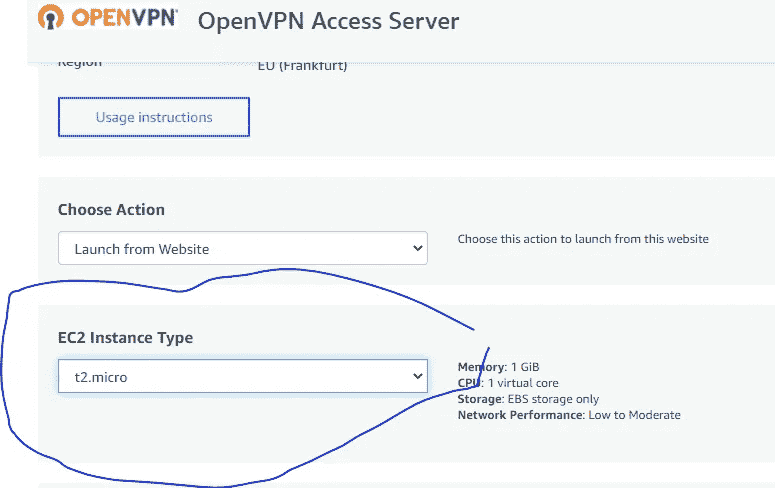 OPENVPN OpenVPN Access Server
Region EU (Frankfurt)
Usage instructions
Choose Action
Launch from Website
Choose this action to launch from this website
EC2 Instance Type
t2.micro
Memory: 1 GiB
CPU: 1 virtual core
Storage: EBS storage only
Network Performance: Low to Moderate